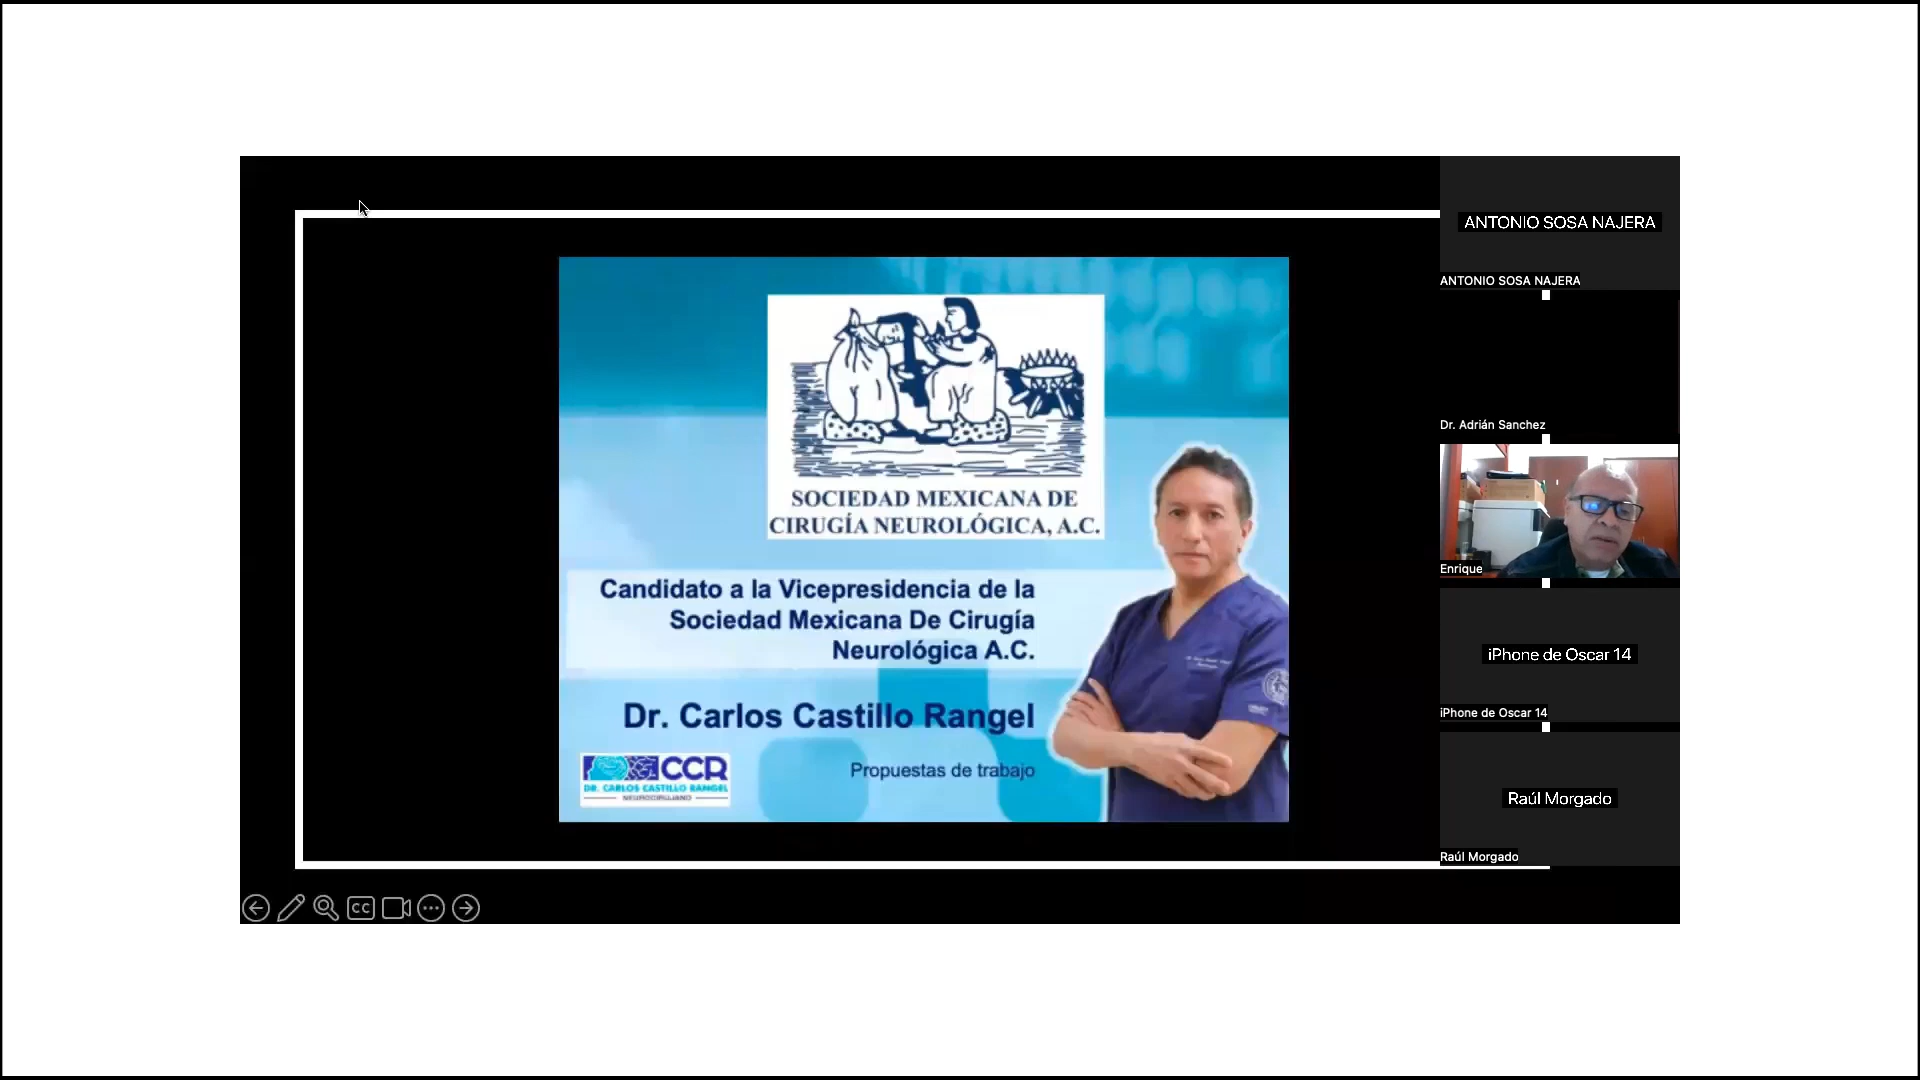 SOCIEDAD MEXICANA DE
CIRUGÍA NEUROLÓGICA, A.C.
Candidato a la Vicepresidencia de la
Sociedad Mexicana De Cirugía
Neurológica A.C.
Dr. Carlos Castillo Rangel
Propuestas de trabajo
CCR
DR. CARLOS CASTILLO RANGEL
NEUROCIRUJANO
ANTONIO SOSA NAJERA
ANTONIO SOSA NAJERA
Dr. Adrián Sanchez
Enrique
iPhone de Oscar 14
iPhone de Oscar 14
Raúl Morgado
Raúl Morgado
CC